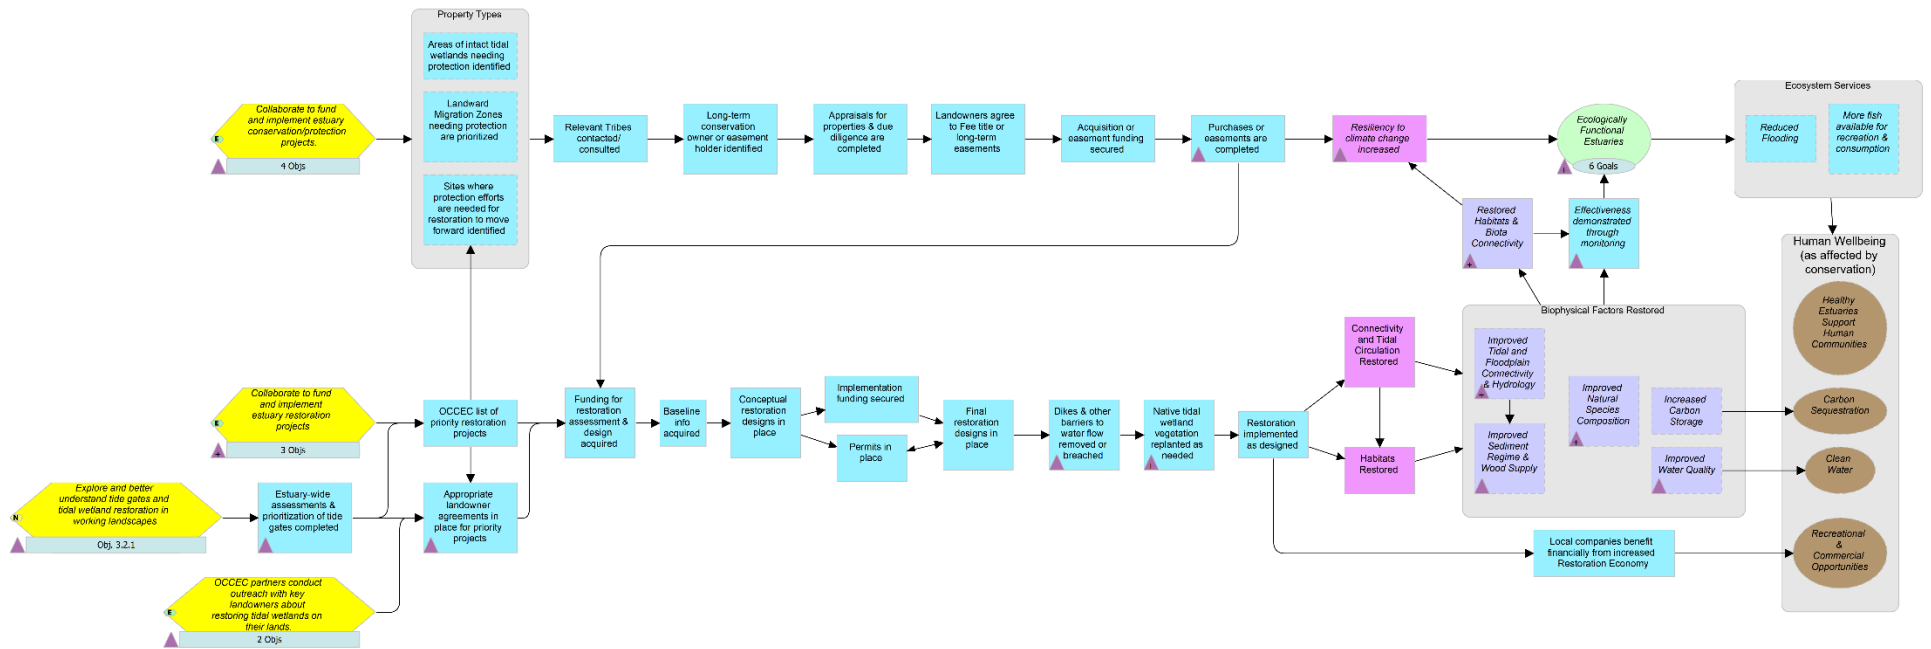 Property Types
Areas of intact tidal
wetlands needing
protection identified
Landward
Migration Zones
needing protection
are prioritized
Sites where
protection efforts
are needed for
restoration to move
forward identified
Collaborate to fund
and implement estuary
conservation/protection
projects.
E
4 Objs
Relevant Tribes
contacted/
consulted
Long-term
conservation
owner or easement
holder identified
Appraisals for
properties & due
diligence are
completed
Landowners agree
to Fee title or
long-term
easements
Acquisition or
easement funding
secured
Purchases or
easements are
completed
Resiliency to
climate change
increased
Ecologically
Functional
Estuaries
6 Goals
Ecosystem Services
Reduced
Flooding
More fish
available for
recreation &
consumption
Restored
Habitats &
Biota
Connectivity
Effectiveness
demonstrated
through
monitoring
Human Wellbeing
(as affected by
conservation)
Healthy
Estuaries
Support
Human
Communities
Carbon
Sequestration
Clean
Water
Recreational
&
Commercial
Opportunities
Collaborate to fund
and implement
estuary restoration
projects
E
3 Objs
OCCEC list of
priority restoration
projects
Funding for
restoration
assessment &
design
acquired
Baseline
info
acquired
Conceptual
restoration
designs in
place
Implementation
funding secured
Permits in
place
Final
restoration
designs in
place
Dikes & other
barriers to
water flow
removed or
breached
Native tidal
wetland
vegetation
replanted as
needed
Restoration
implemented
as designed
Connectivity
and Tidal
Circulation
Restored
Habitats
Restored
Biophysical Factors Restored
Improved
Tidal and
Floodplain
Connectivity
& Hydrology
Improved
Sediment
Regime &
Wood Supply
Improved
Natural
Species
Composition
Increased
Carbon
Storage
Improved
Water Quality
Explore and better
understand tide gates and
tidal wetland restoration in
working landscapes
N
Obj. 3.2.1
Estuary-wide
assessments &
prioritization of tide
gates completed
Appropriate
landowner
agreements in
place for priority
projects
OCCEC partners conduct
outreach with key
landowners about
restoring tidal wetlands on
their lands.
E
2 Objs
Local companies benefit
financially from increased
Restoration Economy